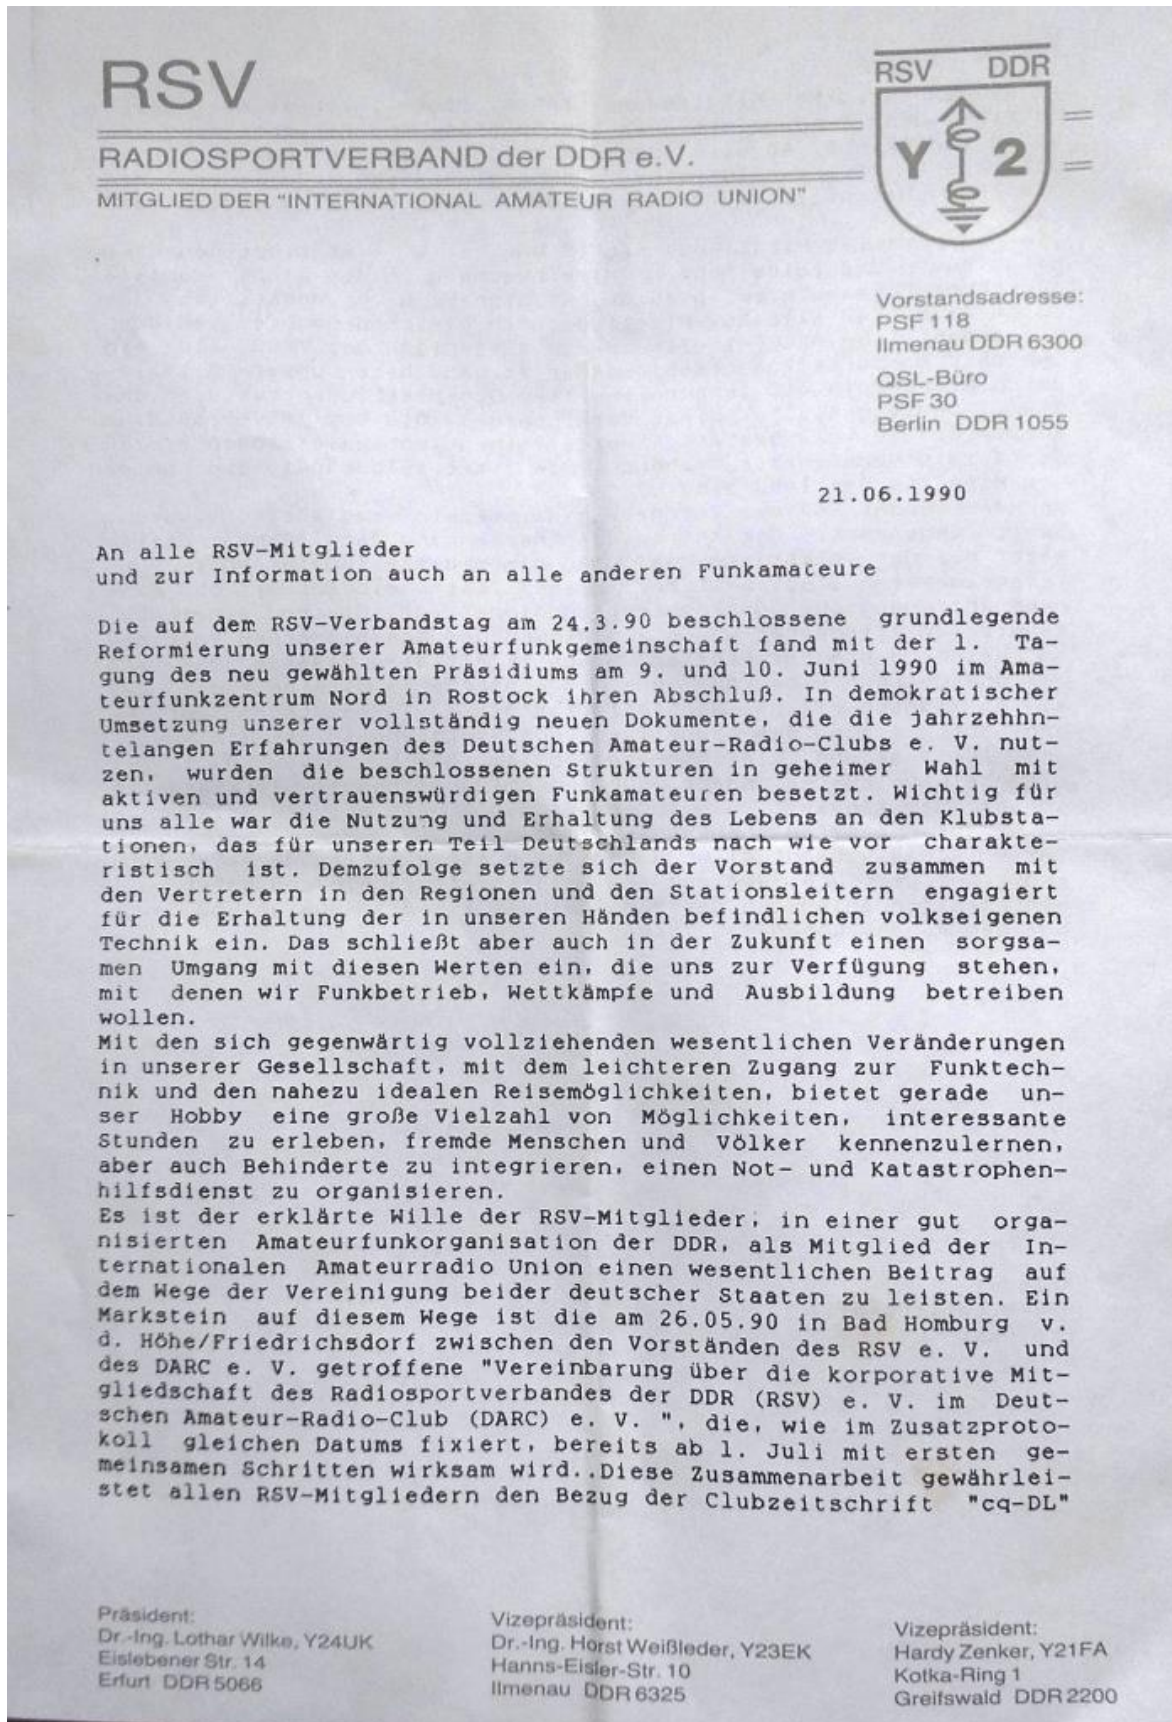 RSV
RADIOSPORTVERBAND der DDR e.V.
MITGLIED DER "INTERNATIONAL AMATEUR RADIO UNION"
RSV DDR
Y 2
Vorstandsadresse:
PSF 118
Ilmenau DDR 6300
QSL-Büro
PSF 30
Berlin DDR 1055
21.06.1990
An alle RSV-Mitglieder
und zur Information auch an alle anderen Funkamateure
Die auf dem RSV-Verbandstag am 24.3.90 beschlossene grundlegende
Reformierung unserer Amateurfunkgemeinschaft fand mit der 1. Ta-
gung des neu gewählten Präsidiums am 9. und 10. Juni 1990 im Ama-
teurfunkzentrum Nord in Rostock ihren Abschluß. In demokratischer
Umsetzung unserer vollständig neuen Dokumente, die die jahrzehhn-
telangen Erfahrungen des Deutschen Amateur-Radio-Clubs e. V. nut-
zen, wurden die beschlossenen Strukturen in geheimer Wahl mit
aktiven und vertrauenswürdigen Funkamateuren besetzt. Wichtig für
uns alle war die Nutzung und Erhaltung des Lebens an den Klubsta-
tionen, das für unseren Teil Deutschlands nach wie vor charakte-
ristisch ist. Demzufolge setzte sich der Vorstand zusammen mit
den Vertretern in den Regionen und den Stationsleitern engagiert
für die Erhaltung der in unseren Händen befindlichen volkseigenen
Technik ein. Das schließt aber auch in der Zukunft einen sorgsa-
men Umgang mit diesen Werten ein, die uns zur Verfügung stehen,
mit denen wir Funkbetrieb, Wettkämpfe und Ausbildung betreiben
wollen.
Mit den sich gegenwärtig vollziehenden wesentlichen Veränderungen
in unserer Gesellschaft, mit dem leichteren Zugang zur Funktech-
nik und den nahezu idealen Reisemöglichkeiten, bietet gerade un-
ser Hobby eine große Vielzahl von Möglichkeiten, interessante
Stunden zu erleben, fremde Menschen und Völker kennenzulernen,
aber auch Behinderte zu integrieren, einen Not- und Katastrophen-
hilfsdienst zu organisieren.
Es ist der erklärte Wille der RSV-Mitglieder, in einer gut orga-
nisierten Amateurfunkorganisation der DDR, als Mitglied der In-
ternationalen Amateurradio Union einen wesentlichen Beitrag auf
dem Wege der Vereinigung beider deutscher Staaten zu leisten. Ein
Markstein auf diesem Wege ist die am 26.05.90 in Bad Homburg v.
d. Höhe/Friedrichsdorf zwischen den Vorständen des RSV e. V. und
des DARC e. V. getroffene "Vereinbarung über die korporative Mit-
gliedschaft des Radiosportverbandes der DDR (RSV) e. V. im Deut-
schen Amateur-Radio-Club (DARC) e. V. ", die, wie im Zusatzproto-
koll gleichen Datums fixiert, bereits ab 1. Juli mit ersten ge-
meinsamen Schritten wirksam wird..Diese Zusammenarbeit gewährlei-
stet allen RSV-Mitgliedern den Bezug der Clubzeitschrift "cq-DL"
Präsident:
Dr.-Ing. Lothar Wilke, Y24UK
Eislebener Str. 14
Erfurt DDR 5066
Vizepräsident:
Dr.-Ing. Horst Weißleder, Y23EK
Hanns-Eisler-Str. 10
Ilmenau DDR 6325
Vizepräsident:
Hardy Zenker, Y21FA
Kotka-Ring 1
Greifswald DDR 2200